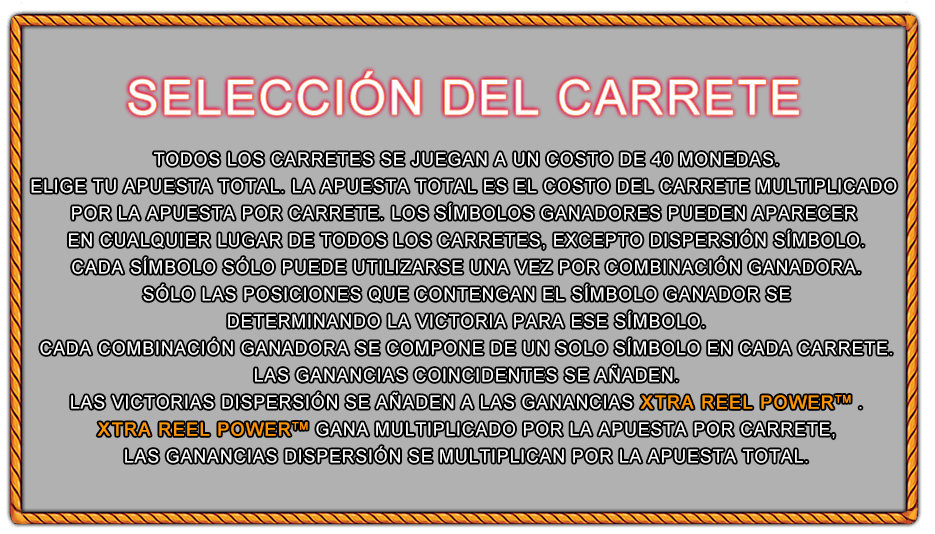 SELECCIÓN DEL CARRETE
TODOS LOS CARRETES SE JUEGAN A UN COSTO DE 40 MONEDAS.
ELIGE TU APUESTA TOTAL. LA APUESTA TOTAL ES EL COSTO DEL CARRETE MULTIPLICADO
POR LA APUESTA POR CARRETE. LOS SÍMBOLOS GANADORES PUEDEN APARECER
EN CUALQUIER LUGAR DE TODOS LOS CARRETES, EXCEPTO DISPERSIÓN SÍMBOLO.
CADA SÍMBOLO SÓLO PUEDE UTILIZARSE UNA VEZ POR COMBINACIÓN GANADORA.
SÓLO LAS POSICIONES QUE CONTENGAN EL SÍMBOLO GANADOR SE
DETERMINANDO LA VICTORIA PARA ESE SÍMBOLO.
CADA COMBINACIÓN GANADORA SE COMPONE DE UN SOLO SÍMBOLO EN CADA CARRETE.
LAS GANANCIAS COINCIDENTES SE AÑADEN.
LAS VICTORIAS DISPERSIÓN SE AÑADEN A LAS GANANCIAS XTRA REEL POWER™ .
XTRA REEL POWER™ GANA MULTIPLICADO POR LA APUESTA POR CARRETE,
LAS GANANCIAS DISPERSIÓN SE MULTIPLICAN POR LA APUESTA TOTAL.